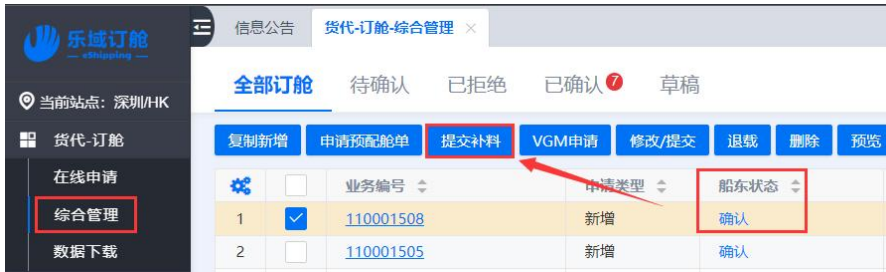 乐域订舱
— eShipping —
当前站点：深圳/HK
货代-订舱
在线申请
综合管理
数据下载
信息公告 货代-订舱-综合管理 ×
全部订舱 待确认 已拒绝 已确认 7 草稿
复制新增 申请预配舱单 提交补料 VGM申请 修改/提交 退载 删除 预览
业务编号 申请类型 船东状态
1 110001508 新增 确认
2 110001505 新增 确认